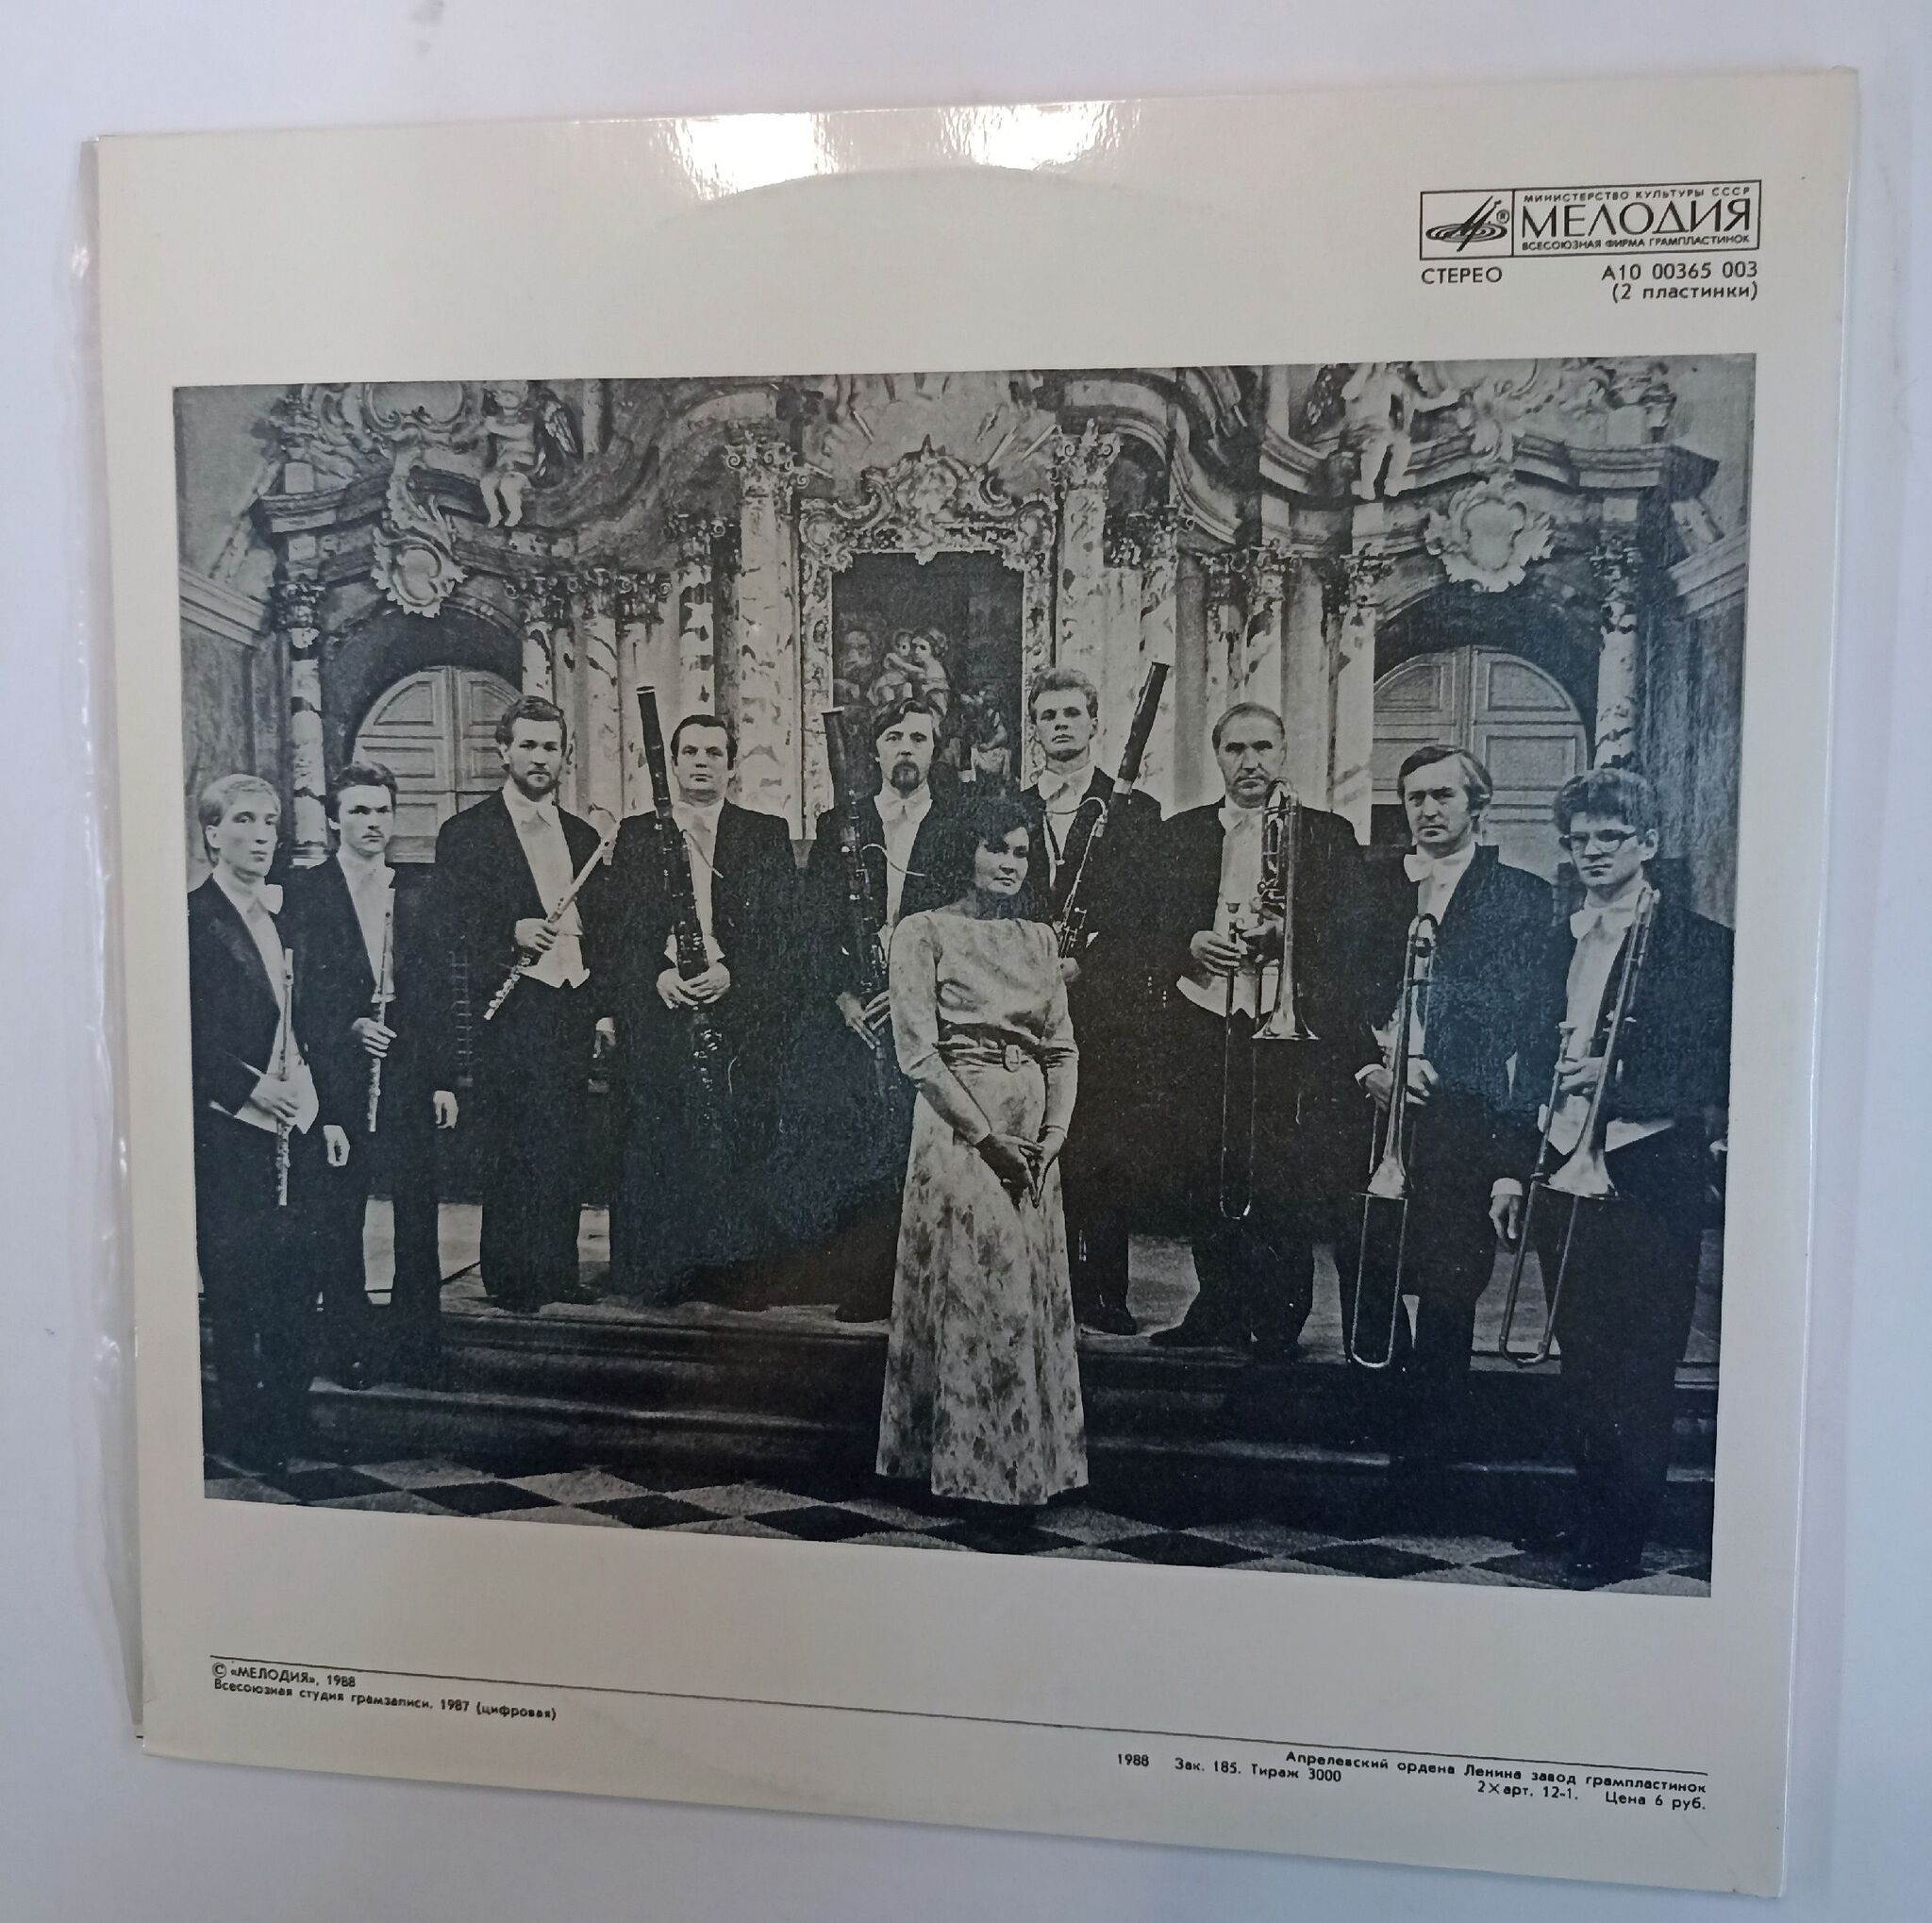 МИНИСТЕРСТВО КУЛЬТУРЫ СССР
МЕЛОДИЯ
ВСЕСОЮЗНАЯ ФИРМА ГРАМПЛАСТИНОК
®
СТЕРЕО А10 00365 003
(2 пластинки)
© «МЕЛОДИЯ», 1988
Всесоюзная студия грамзаписи. 1987 (цифровая)
Апрелевский ордена Ленина завод грампластинок
1988 Зак. 185. Тираж 3000 2×арт. 12-1. Цена 6 руб.